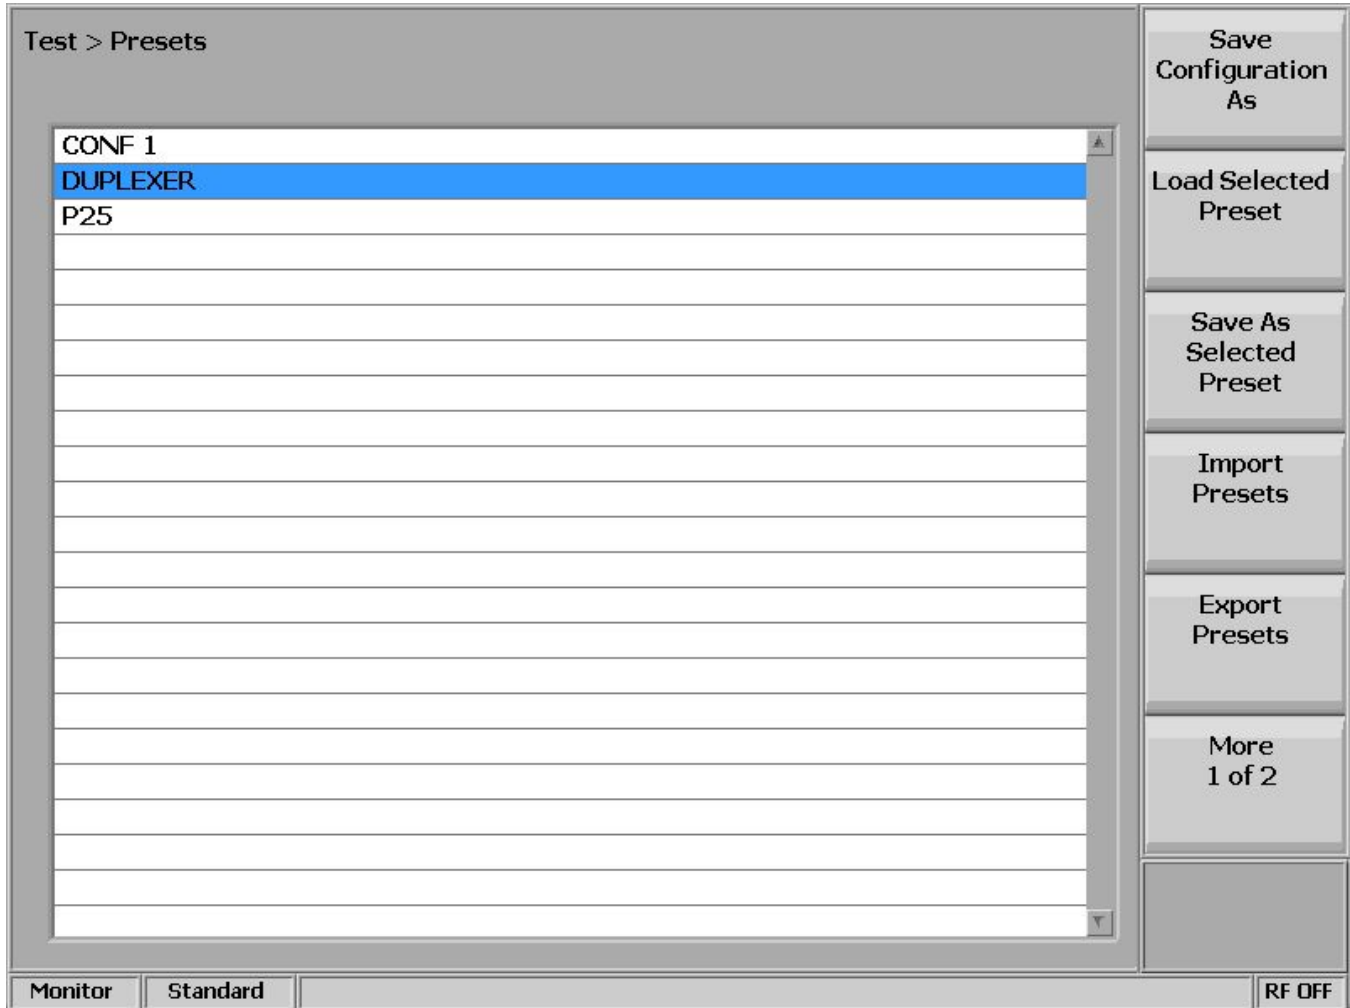 Test > Presets
CONF 1
DUPLEXER
P25
Save
Configuration
As
Load Selected
Preset
Save As
Selected
Preset
Import
Presets
Export
Presets
More
1 of 2
Monitor
Standard
RF OFF